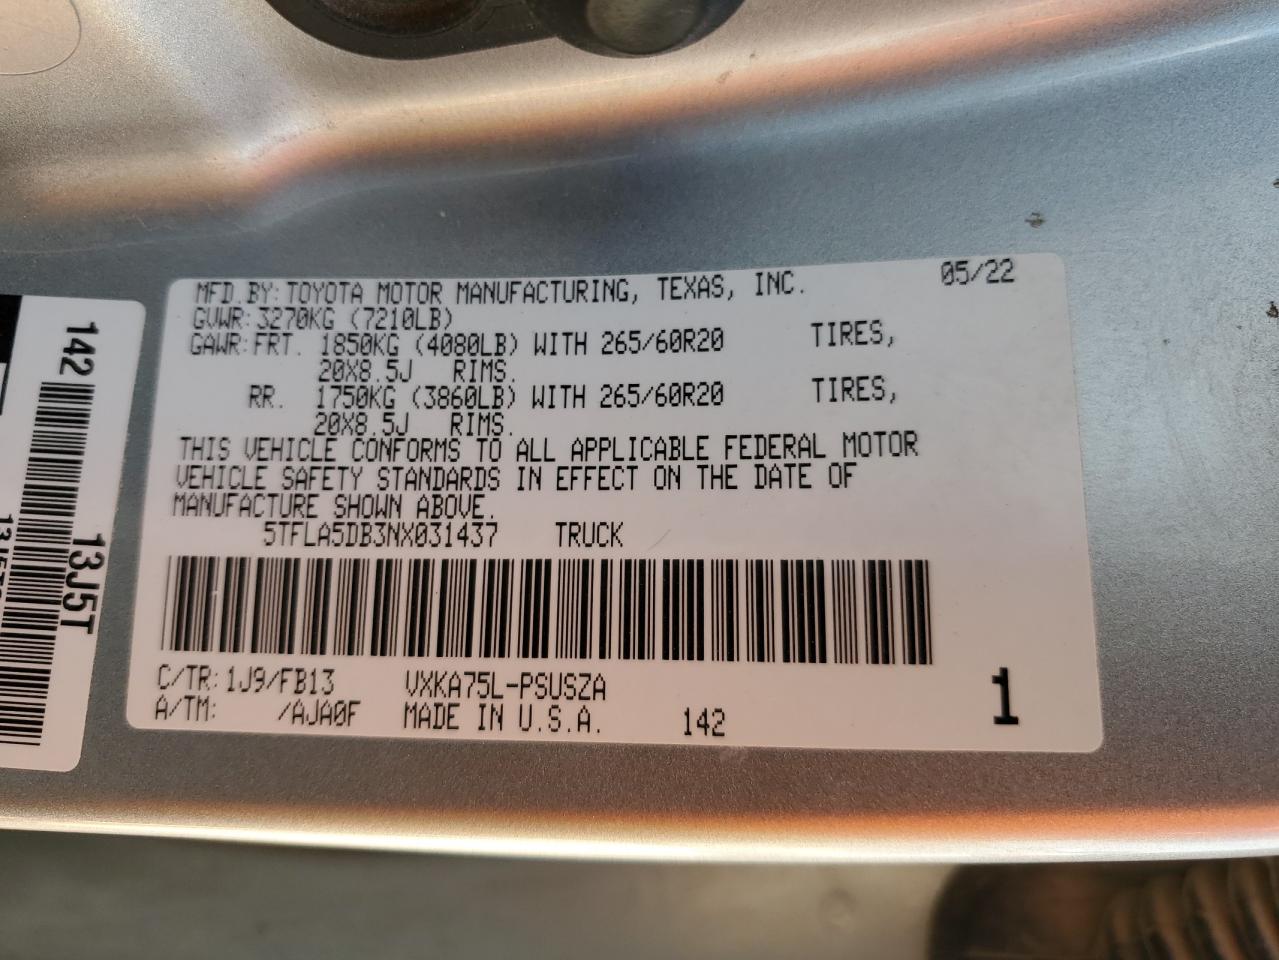 MFD. BY: TOYOTA MOTOR MANUFACTURING, TEXAS, INC. 05/22
GVWR: 3270KG (7210LB)
GAWR: FRT. 1850KG (4080LB) WITH 265/60R20 TIRES,
20X8.5J RIMS.
RR. 1750KG (3860LB) WITH 265/60R20 TIRES,
20X8.5J RIMS.
THIS VEHICLE CONFORMS TO ALL APPLICABLE FEDERAL MOTOR
VEHICLE SAFETY STANDARDS IN EFFECT ON THE DATE OF
MANUFACTURE SHOWN ABOVE.
5TFLA5DB3NX031437 TRUCK
C/TR: 1J9/FB13 VXKA75L-PSUSZA
A/TM: /AJA0F MADE IN U.S.A. 142 1
142
13J5T